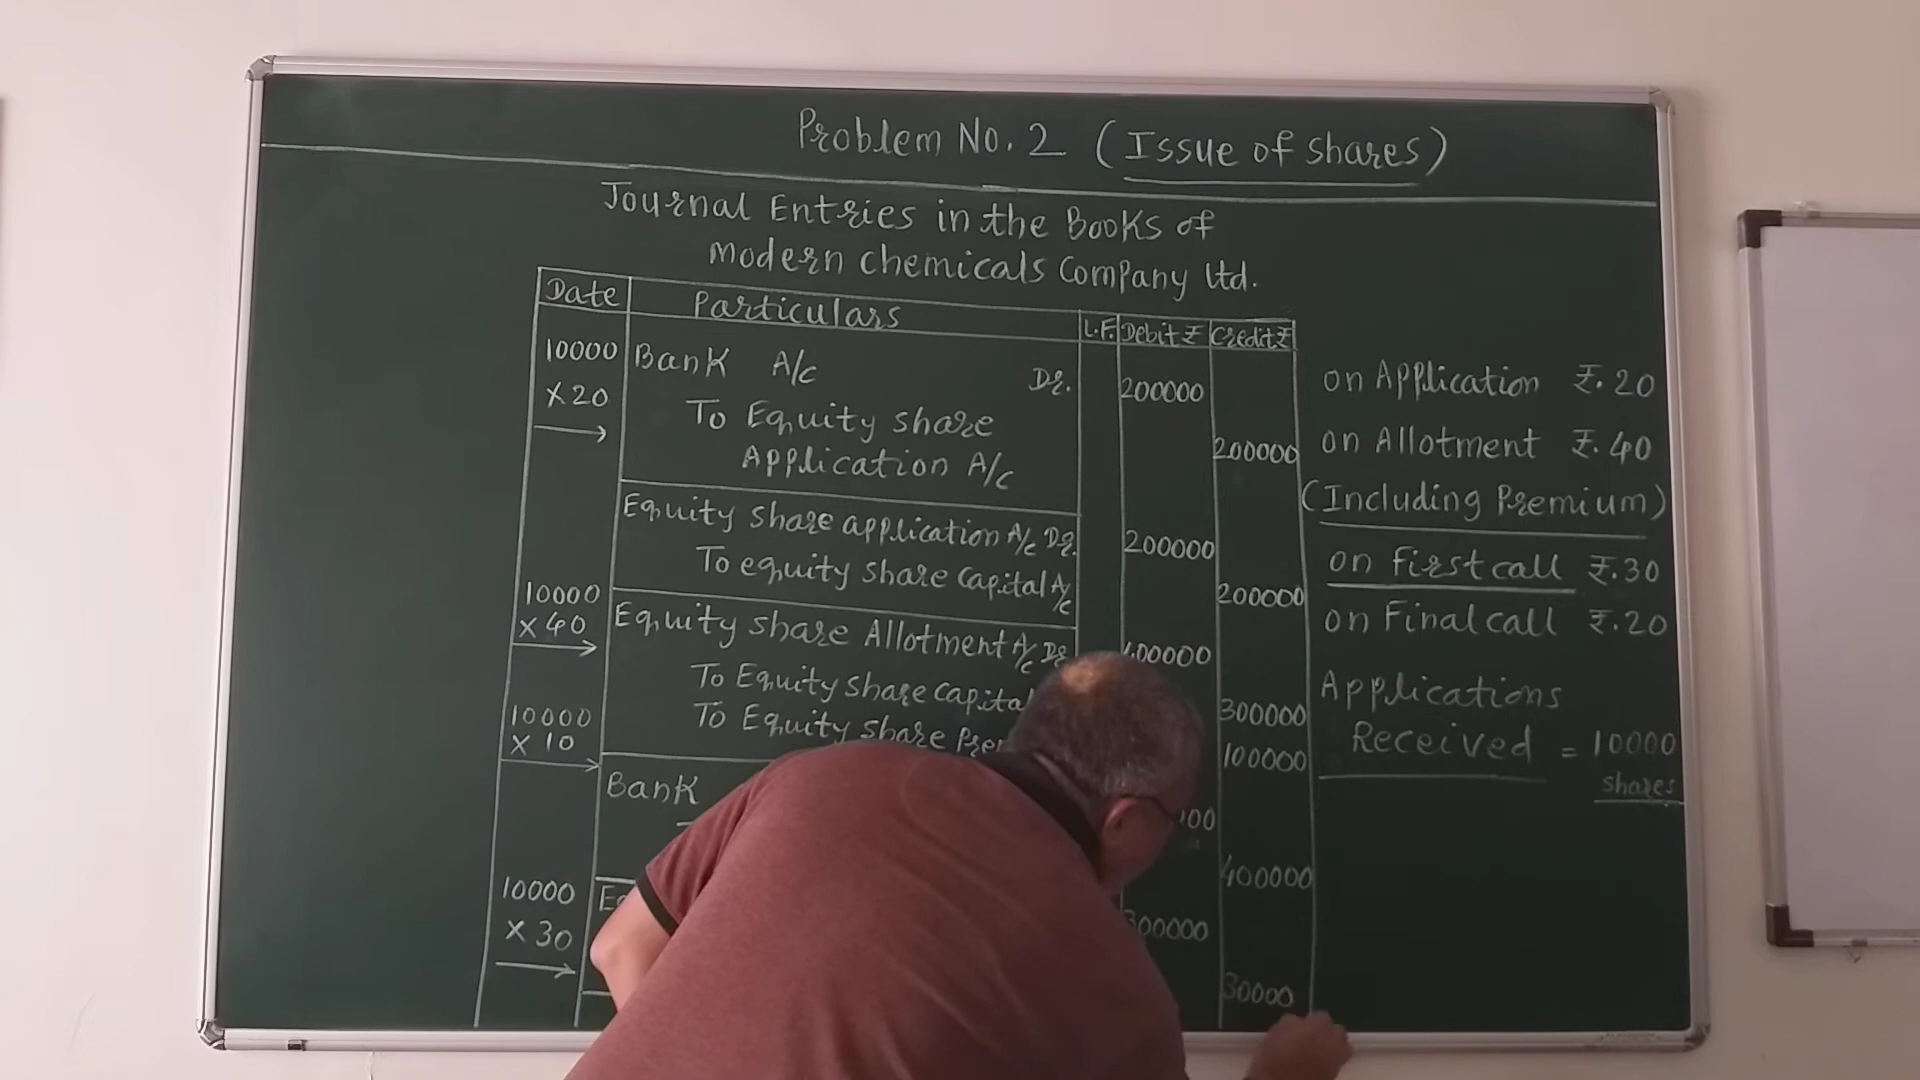 Problem No. 2 (Issue of shares)
Journal Entries in the Books of
Modern Chemicals Company Ltd.
Date Particulars L.F. Debit ₹ Credit ₹
10000 Bank A/c Dr. 200000
X 20 To Equity share
Application A/c 200000
Equity share application A/c Dr. 200000
To equity share capital A/c 200000
10000 Equity share Allotment A/c Dr 400000
X 40
To Equity share capital 300000
10000 To Equity share 100000
X 10
Bank
400000
10000 300000
X 30
30000
on Application ₹. 20
on Allotment ₹. 40
(Including Premium)
on First call ₹. 30
on Final call ₹. 20
Applications
Received = 10000
shares